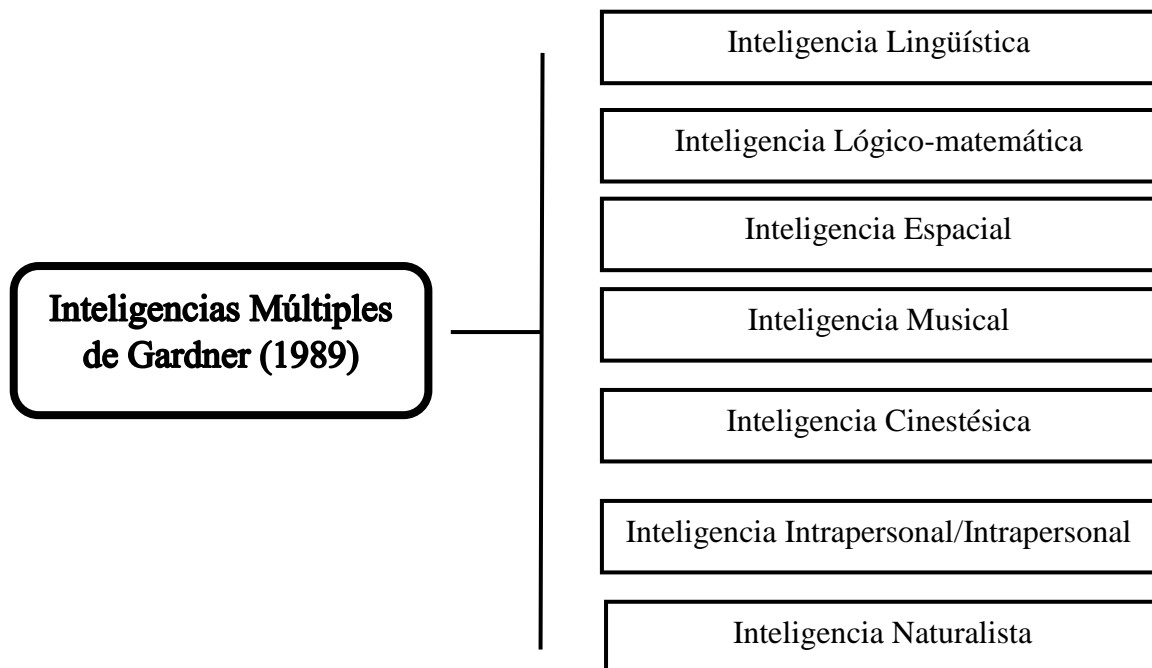 Inteligencias Múltiples
de Gardner (1989)
Inteligencia Lingüística
Inteligencia Lógico-matemática
Inteligencia Espacial
Inteligencia Musical
Inteligencia Cinestésica
Inteligencia Intrapersonal/Intrapersonal
Inteligencia Naturalista